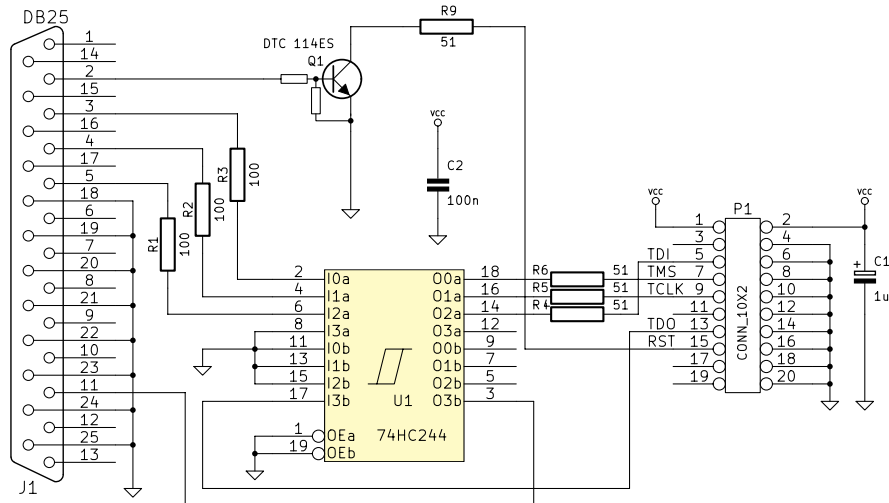 DB25
1
14
2
15
3
16
4
17
5
18
6
19
7
20
8
21
9
22
10
23
11
24
12
25
13
J1
DTC 114ES
Q1
R9
51
R3
100
R2
100
R1
100
vcc
C2
100n
2 I0a
4 I1a
6 I2a
8 I3a
11 I0b
13 I1b
15 I2b
17 I3b
1 OEa
19 OEb
O0a 18
O1a 16
O2a 14
O3a 12
O0b 9
O1b 7
O2b 5
O3b 3
U1
74HC244
R6 51
R5 51
R4 51
vcc
P1
CONN_10X2
1 2
3 4
TDI 5 6
TMS 7 8
TCLK 9 10
11 12
TDO 13 14
RST 15 16
17 18
19 20
vcc
+
C1
1u